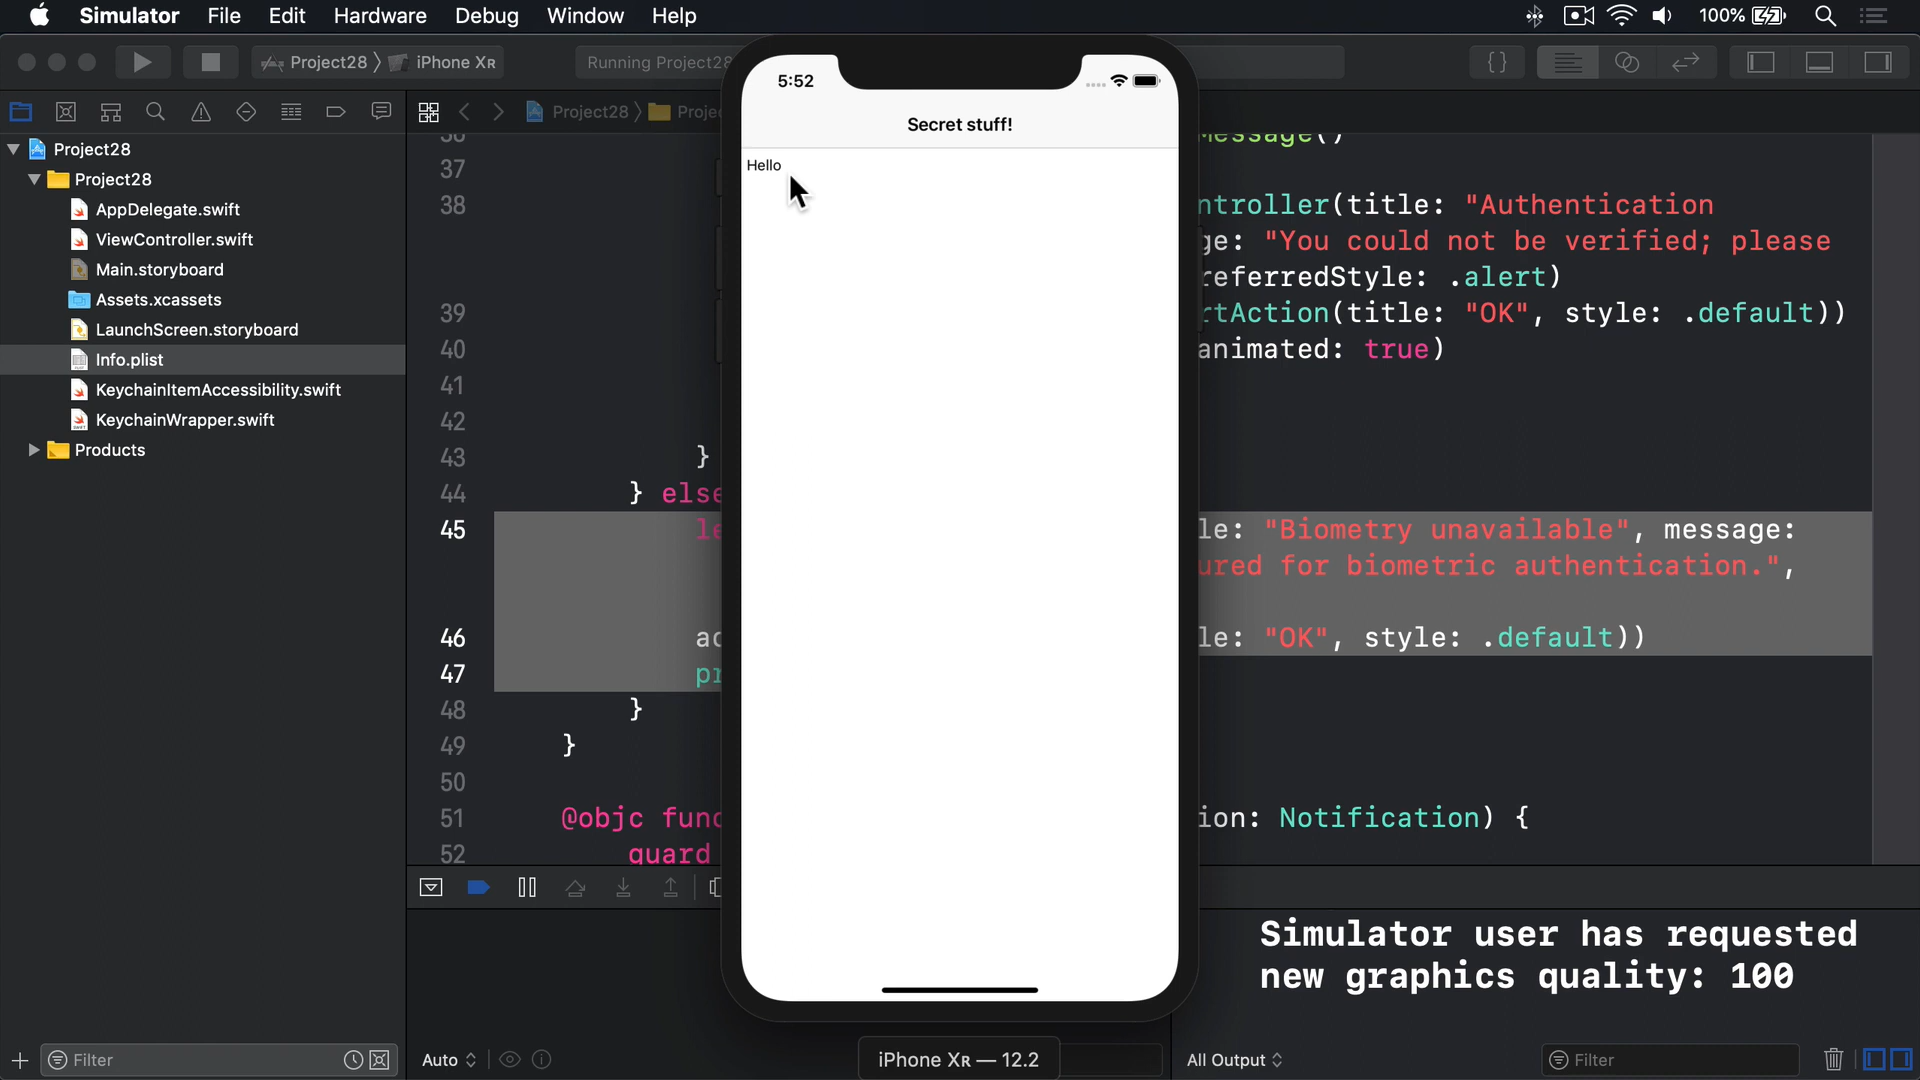 Simulator File Edit Hardware Debug Window Help 100%
Project28 iPhone XR Running Project28
Project28
5:52
Secret stuff!
Hello
Project28
Project28
AppDelegate.swift
ViewController.swift
Main.storyboard
Assets.xcassets
LaunchScreen.storyboard
Info.plist
KeychainItemAccessibility.swift
KeychainWrapper.swift
Products
37
38 ntroller(title: "Authentication
ge: "You could not be verified; please
referredStyle: .alert)
39 rtAction(title: "OK", style: .default))
40 animated: true)
41
42
43 }
44 } else
45 le le: "Biometry unavailable", message:
ured for biometric authentication.",
46 ac le: "OK", style: .default))
47 pr
48 }
49 }
50
51 @objc func ion: Notification) {
52 guard
Simulator user has requested
new graphics quality: 100
Filter Auto iPhone XR — 12.2 All Output Filter